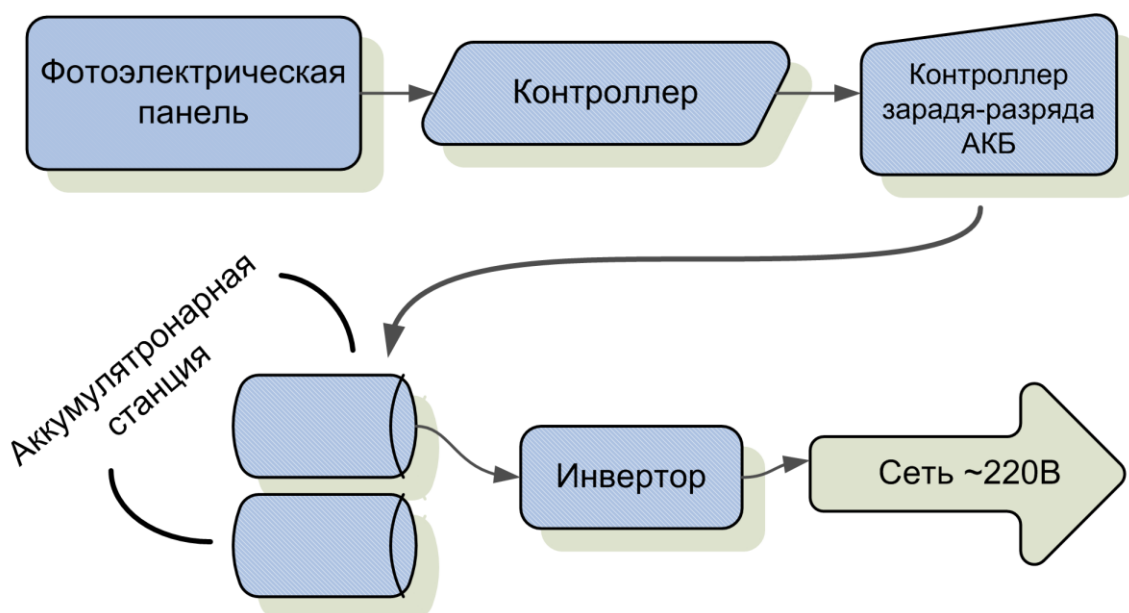 Фотоэлектрическая
панель
Контроллер
Контроллер
зарадя-разряда
АКБ
Аккумулятронарная
станция
Инвертор
Сеть ~220В